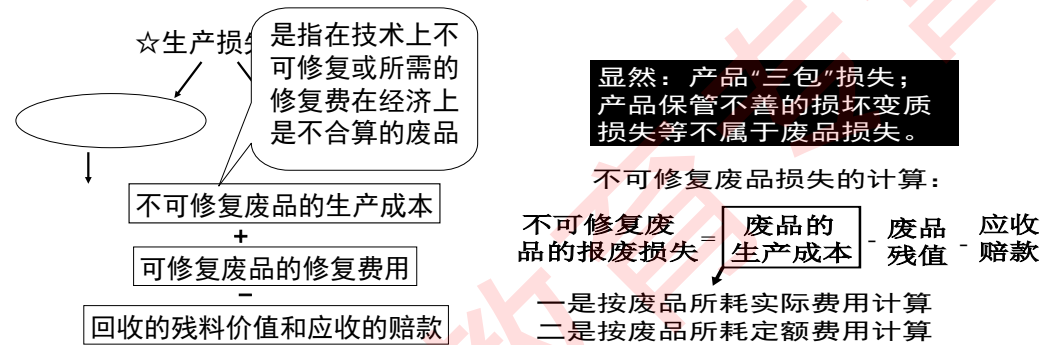 ☆生产损
是指在技术上不
可修复或所需的
修复费在经济上
是不合算的废品
不可修复废品的生产成本
+
可修复废品的修复费用
－
回收的残料价值和应收的赔款
显然：产品“三包”损失；
产品保管不善的损坏变质
损失等不属于废品损失。
不可修复废品损失的计算：
不可修复废 废品的 废品 应收
品的报废损失 = 生产成本 - 残值 - 赔款
一是按废品所耗实际费用计算
二是按废品所耗定额费用计算